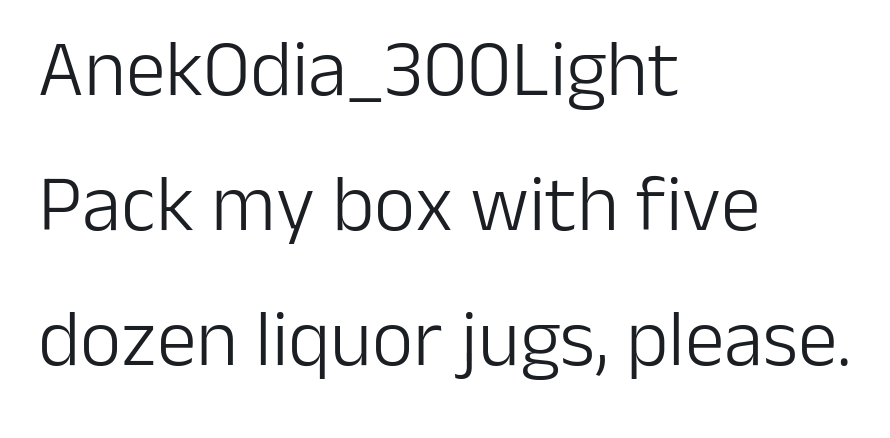 AnekOdia_300Light
Pack my box with five
dozen liquor jugs, please.